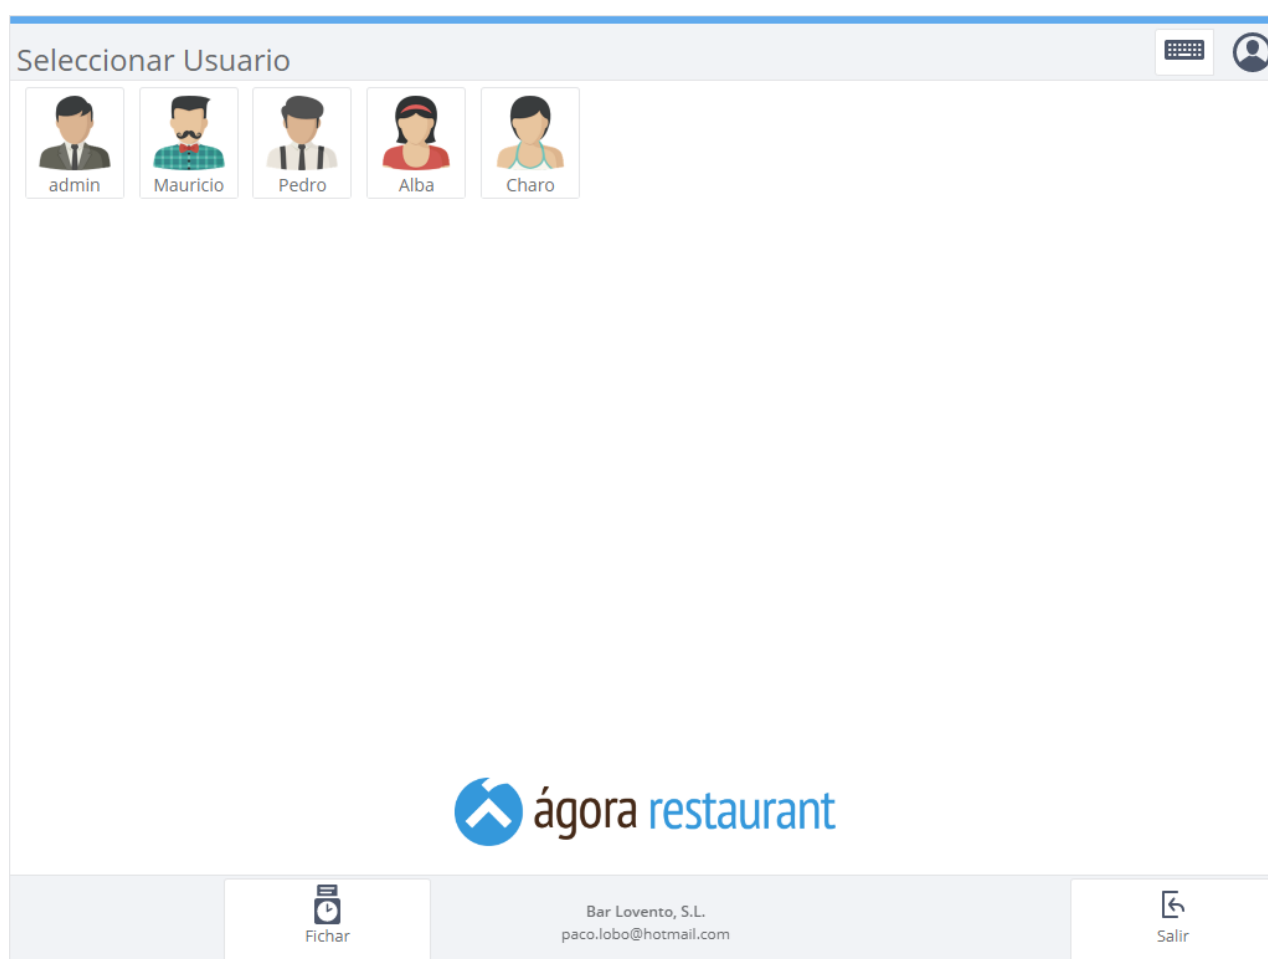 Seleccionar Usuario
admin
Mauricio
Pedro
Alba
Charo
ágora restaurant
Fichar
Bar Lovento, S.L.
paco.lobo@hotmail.com
Salir